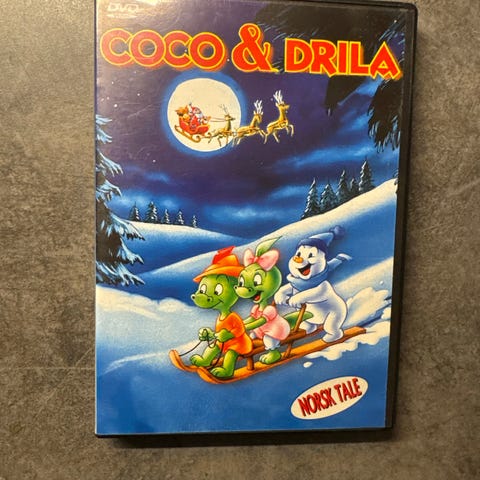 DVD
COCO & DRILA
NORSK TALE